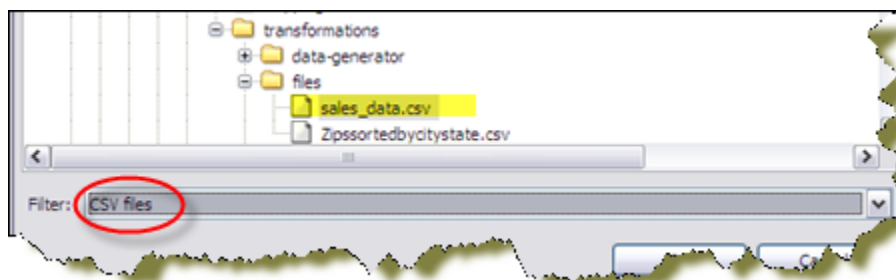 transformations
data-generator
files
sales_data.csv
Zipssortedbycitystate.csv
Filter: CSV files